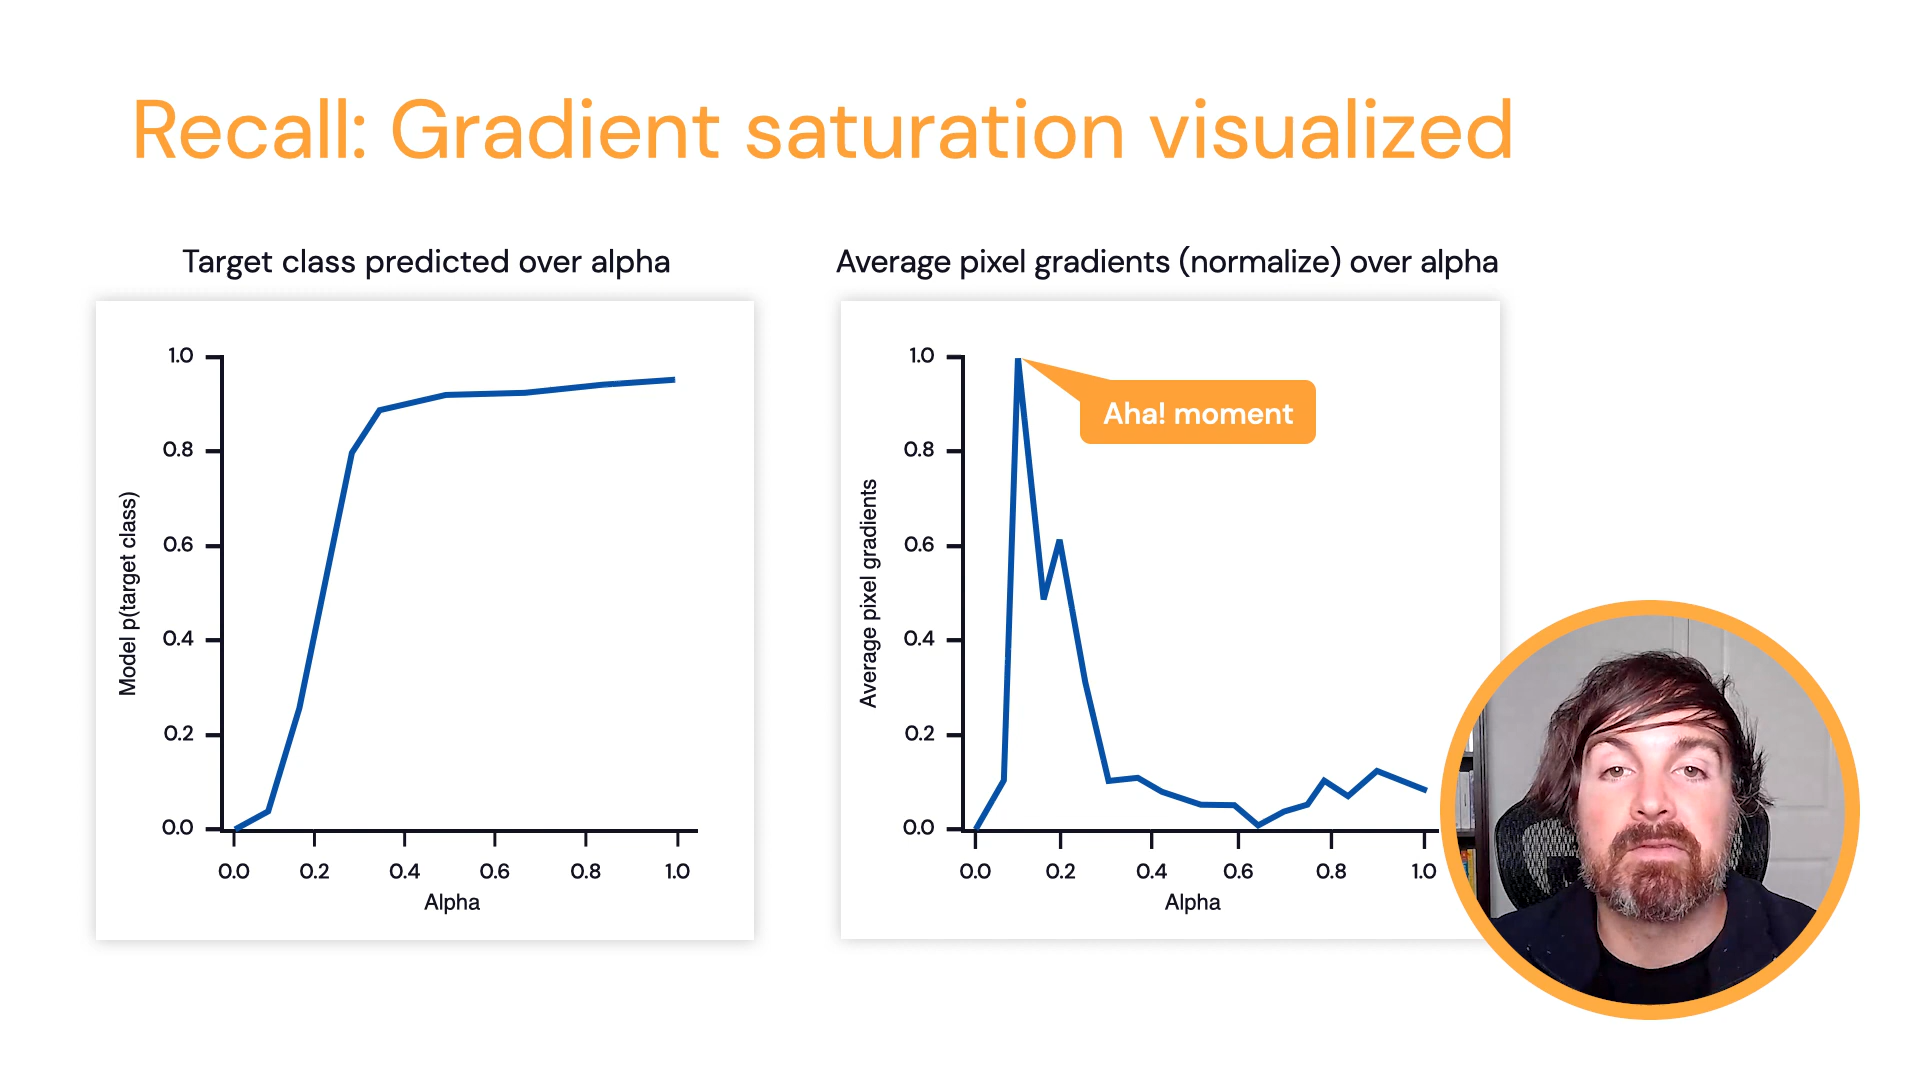 Recall: Gradient saturation visualized
Target class predicted over alpha
1.0
0.8
0.6
0.4
0.2
0.0
Model p(target class)
0.0 0.2 0.4 0.6 0.8 1.0
Alpha
Average pixel gradients (normalize) over alpha
1.0
0.8
0.6
0.4
0.2
0.0
Average pixel gradients
Aha! moment
0.0 0.2 0.4 0.6 0.8 1.0
Alpha